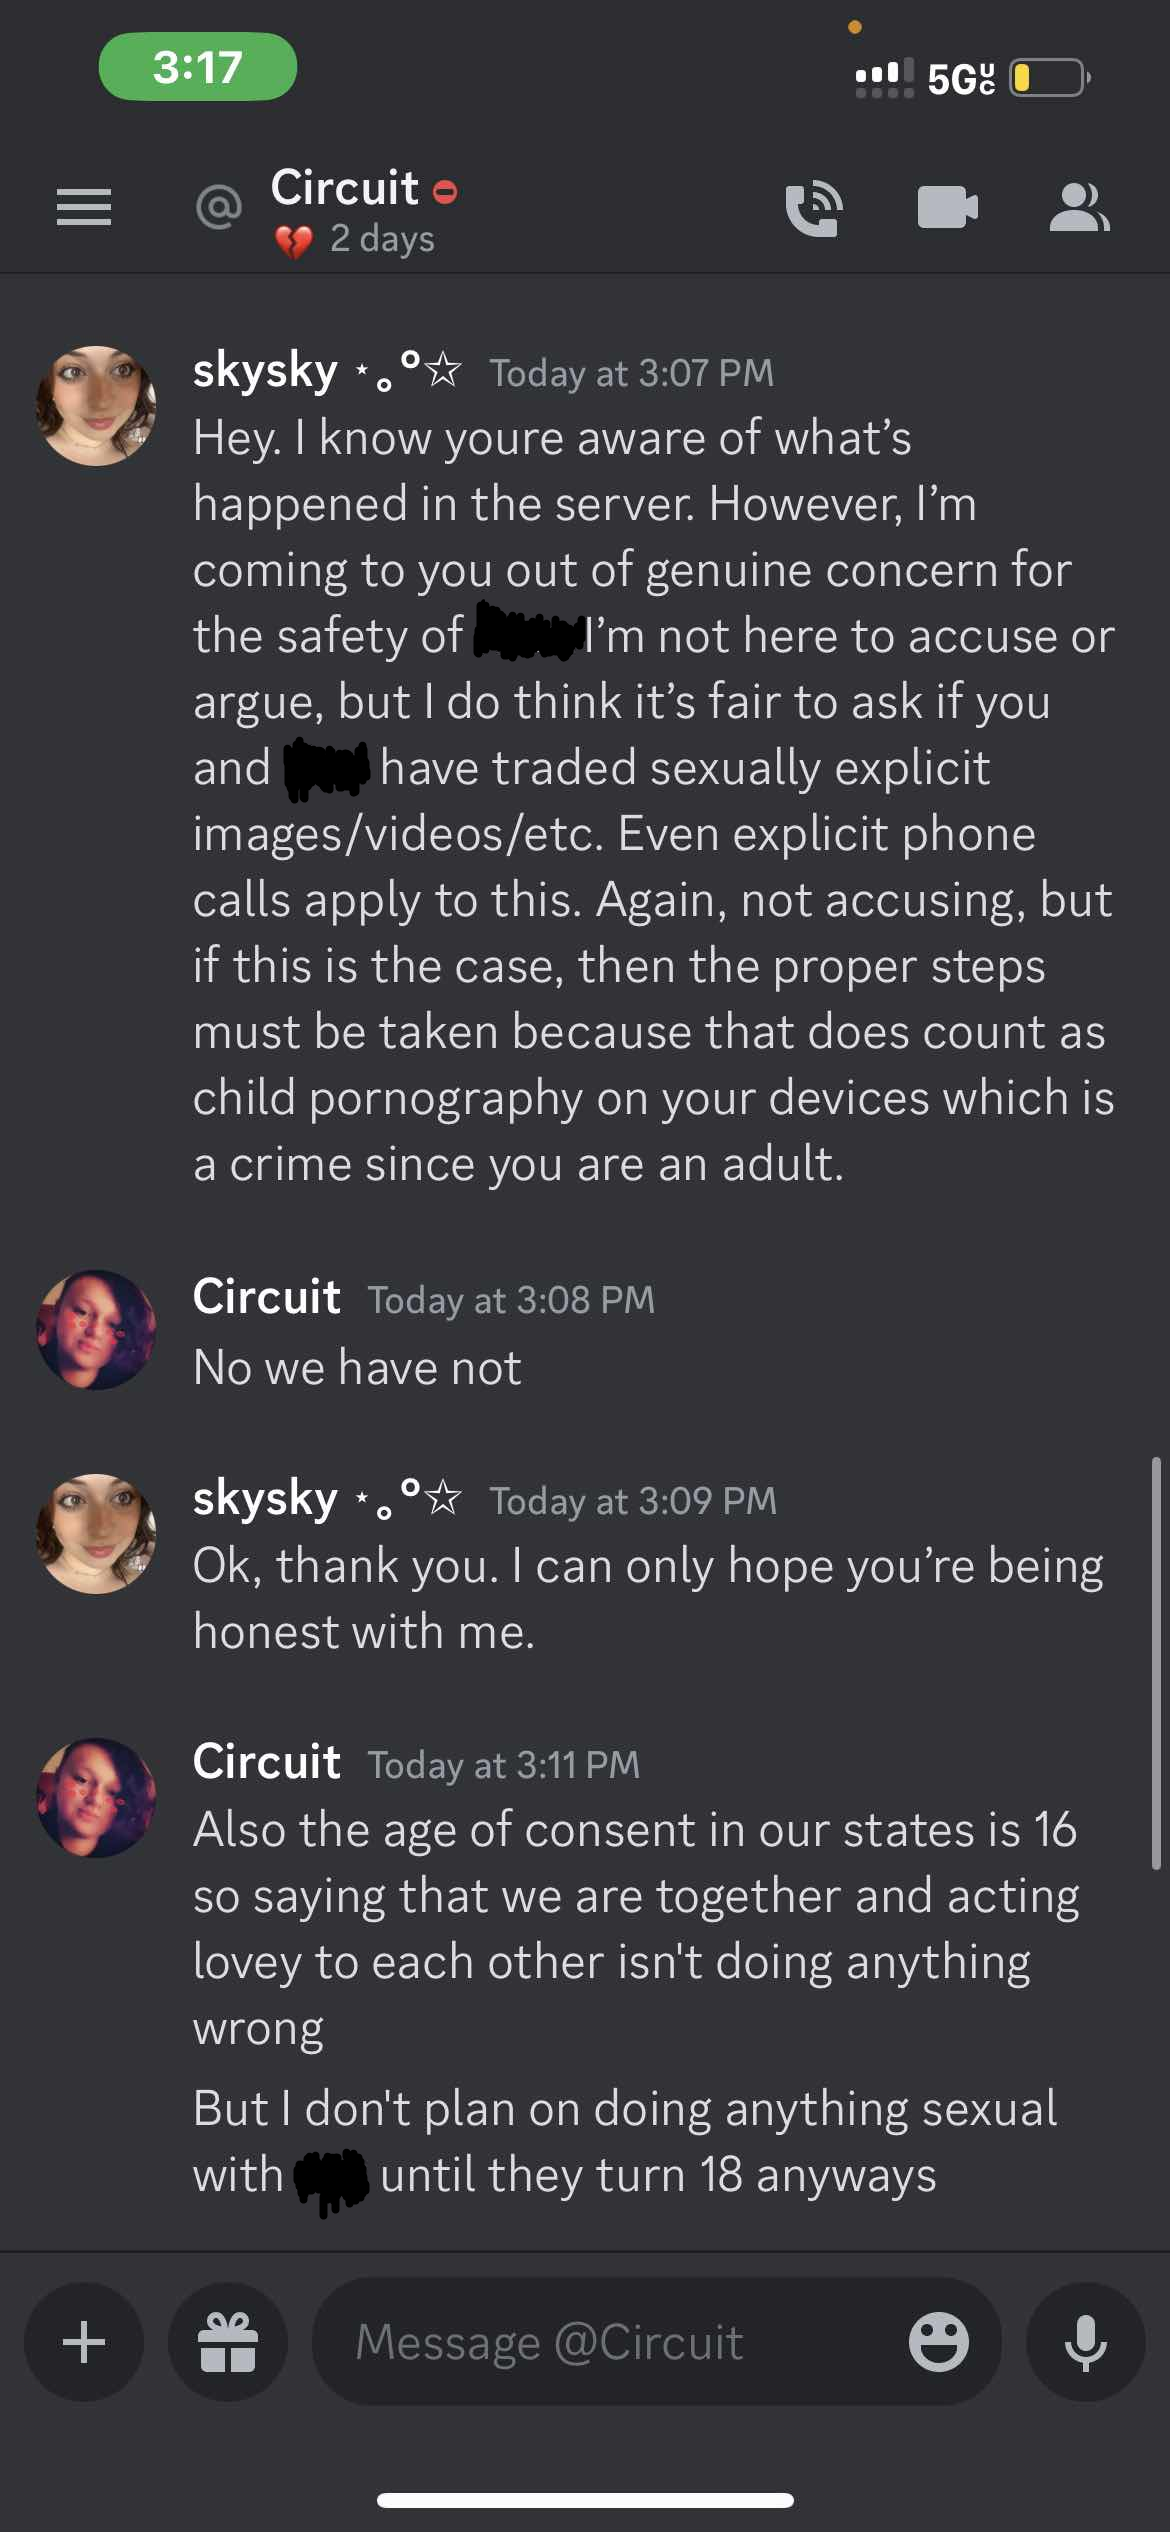 3:17
5G UC
Circuit
💔 2 days
skysky ⋆｡°☆ Today at 3:07 PM
Hey. I know youre aware of what's
happened in the server. However, I'm
coming to you out of genuine concern for
the safety of I'm not here to accuse or
argue, but I do think it's fair to ask if you
and have traded sexually explicit
images/videos/etc. Even explicit phone
calls apply to this. Again, not accusing, but
if this is the case, then the proper steps
must be taken because that does count as
child pornography on your devices which is
a crime since you are an adult.
Circuit Today at 3:08 PM
No we have not
skysky ⋆｡°☆ Today at 3:09 PM
Ok, thank you. I can only hope you're being
honest with me.
Circuit Today at 3:11 PM
Also the age of consent in our states is 16
so saying that we are together and acting
lovey to each other isn't doing anything
wrong
But I don't plan on doing anything sexual
with until they turn 18 anyways
Message @Circuit